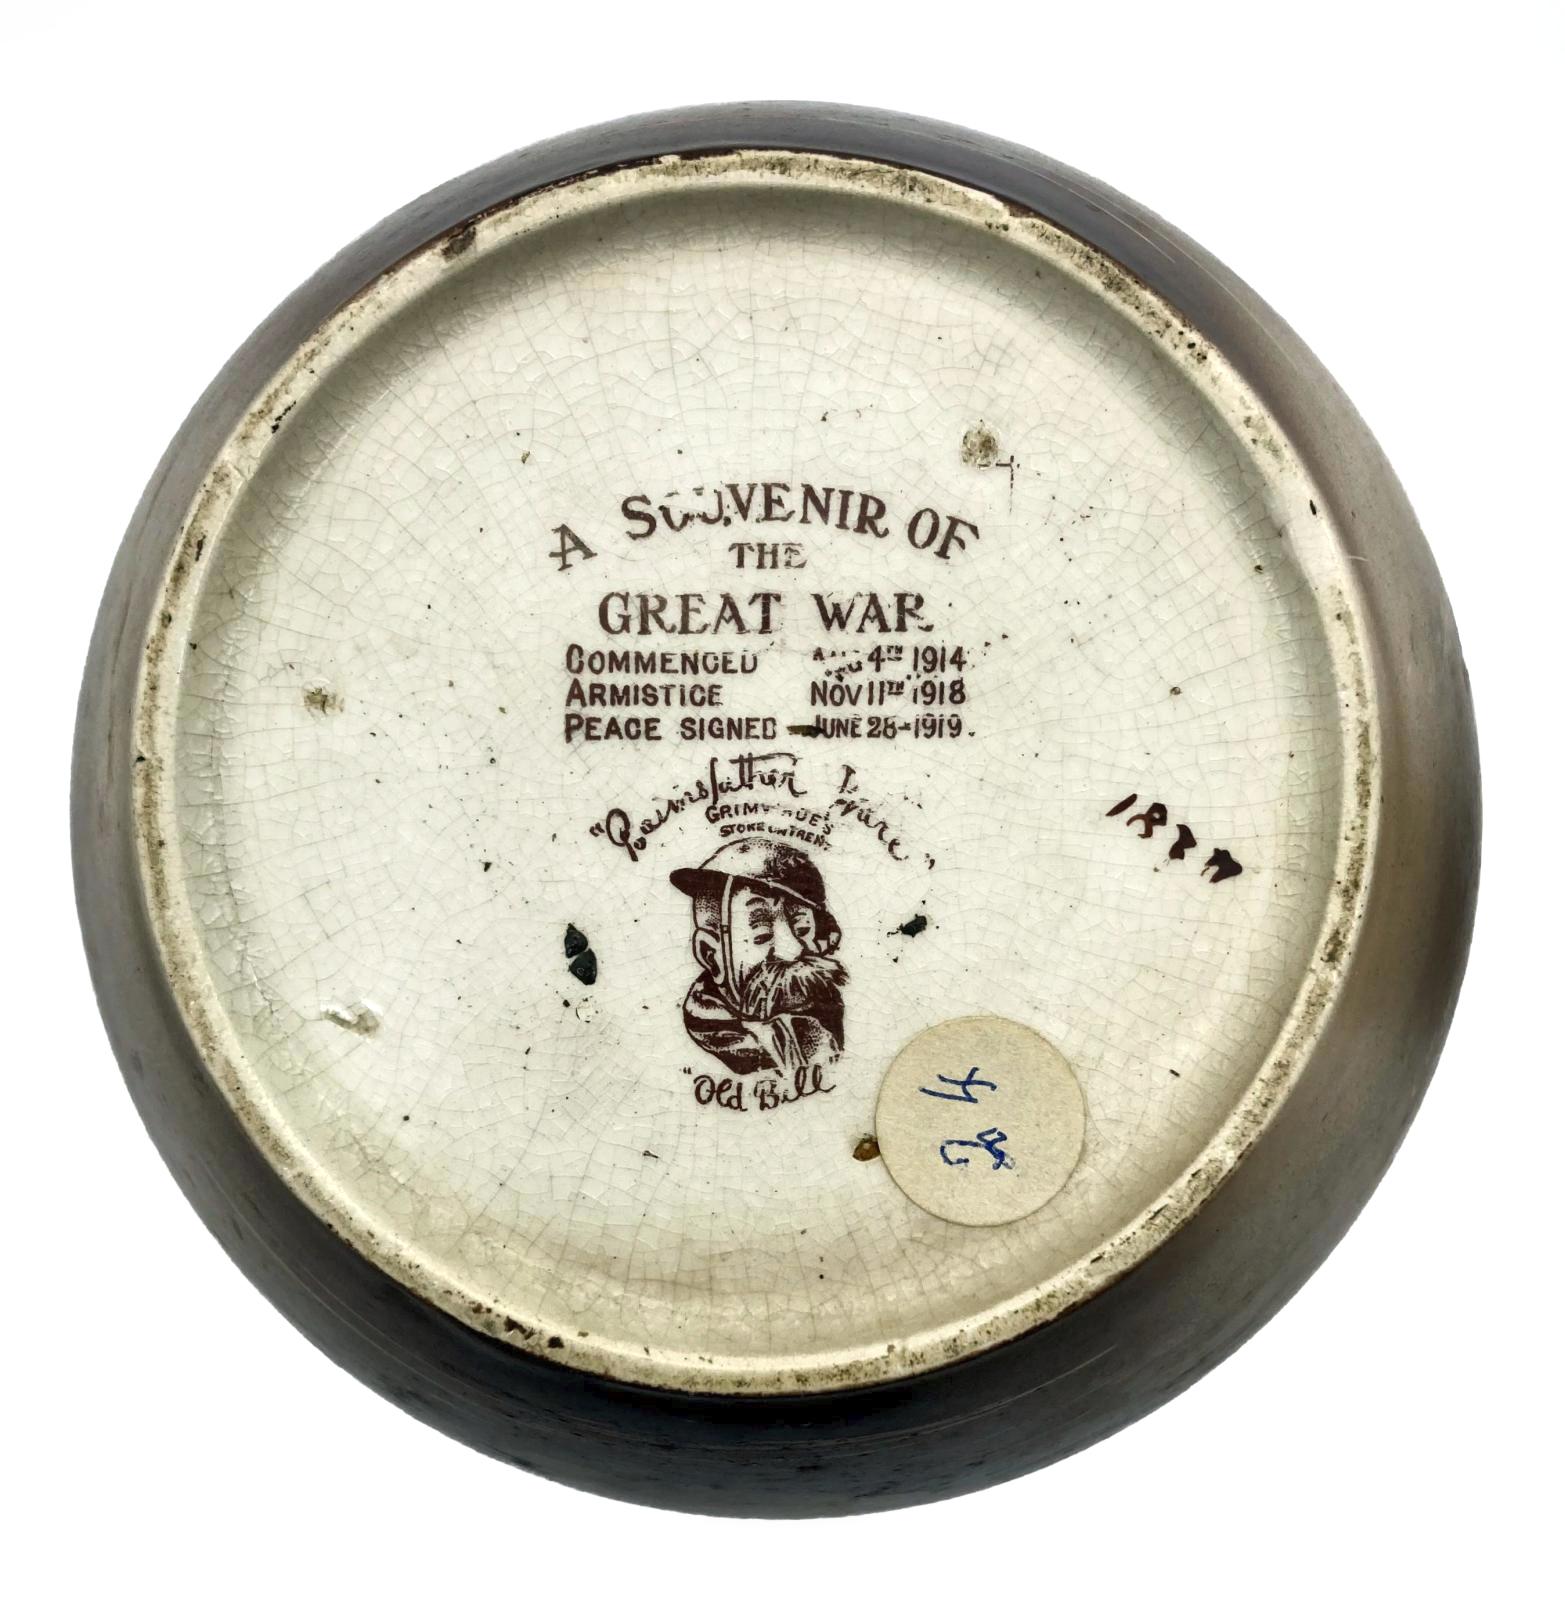 A SOUVENIR OF
THE
GREAT WAR
COMMENCED AUG 4TH 1914
ARMISTICE NOV 11TH 1918
PEACE SIGNED - JUNE 28-1919.
"Bairnsfather Ware"
GRIMWADE'S
STOKE ON TRENT
"Old Bill"